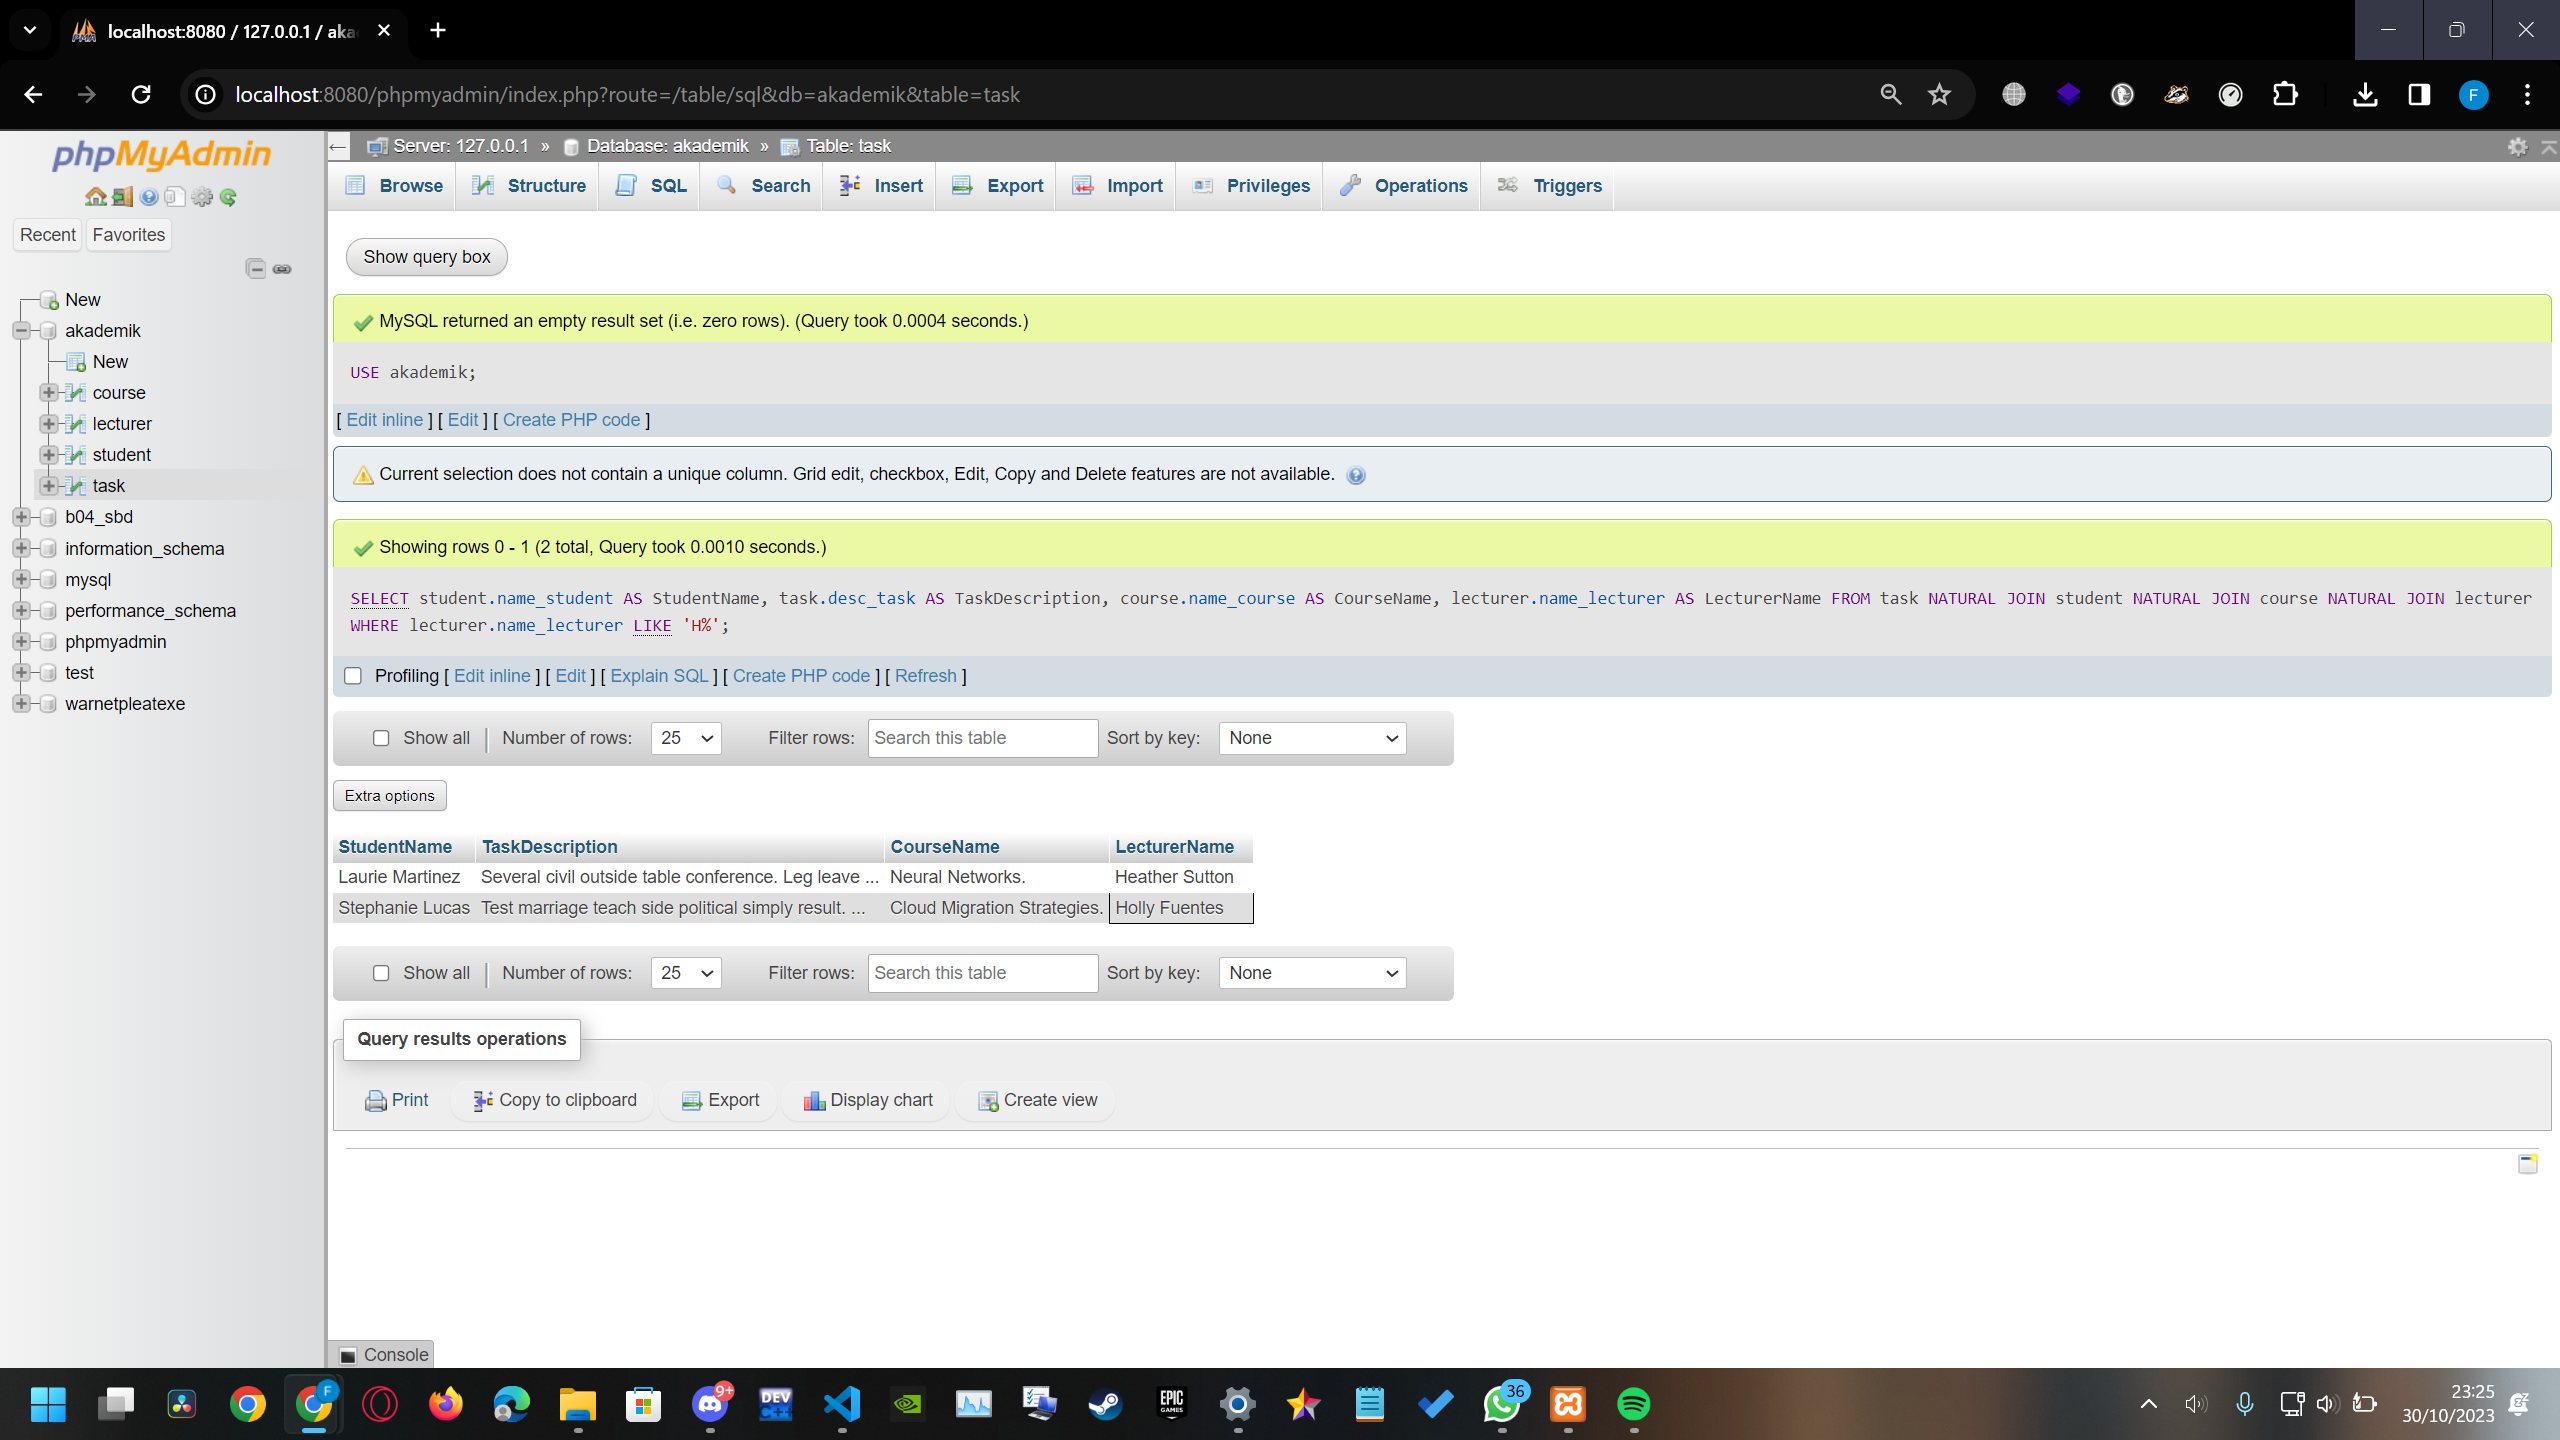 localhost:8080 / 127.0.0.1 / aka
localhost:8080/phpmyadmin/index.php?route=/table/sql&db=akademik&table=task
F
phpMyAdmin
Recent Favorites
New
akademik
New
course
lecturer
student
task
b04_sbd
information_schema
mysql
performance_schema
phpmyadmin
test
warnetpleatexe
Server: 127.0.0.1 » Database: akademik » Table: task
Browse Structure SQL Search Insert Export Import Privileges Operations Triggers
Show query box
MySQL returned an empty result set (i.e. zero rows). (Query took 0.0004 seconds.)
USE akademik;
[ Edit inline ] [ Edit ] [ Create PHP code ]
Current selection does not contain a unique column. Grid edit, checkbox, Edit, Copy and Delete features are not available.
Showing rows 0 - 1 (2 total, Query took 0.0010 seconds.)
SELECT student.name_student AS StudentName, task.desc_task AS TaskDescription, course.name_course AS CourseName, lecturer.name_lecturer AS LecturerName FROM task NATURAL JOIN student NATURAL JOIN course NATURAL JOIN lecturer
WHERE lecturer.name_lecturer LIKE 'H%';
Profiling [ Edit inline ] [ Edit ] [ Explain SQL ] [ Create PHP code ] [ Refresh ]
Show all Number of rows: 25 Filter rows: Search this table Sort by key: None
Extra options
StudentName TaskDescription CourseName LecturerName
Laurie Martinez Several civil outside table conference. Leg leave ... Neural Networks. Heather Sutton
Stephanie Lucas Test marriage teach side political simply result. ... Cloud Migration Strategies. Holly Fuentes
Show all Number of rows: 25 Filter rows: Search this table Sort by key: None
Query results operations
Print Copy to clipboard Export Display chart Create view
Console
F
9+
DEV
C++
EPIC
GAMES
36
23:25
30/10/2023